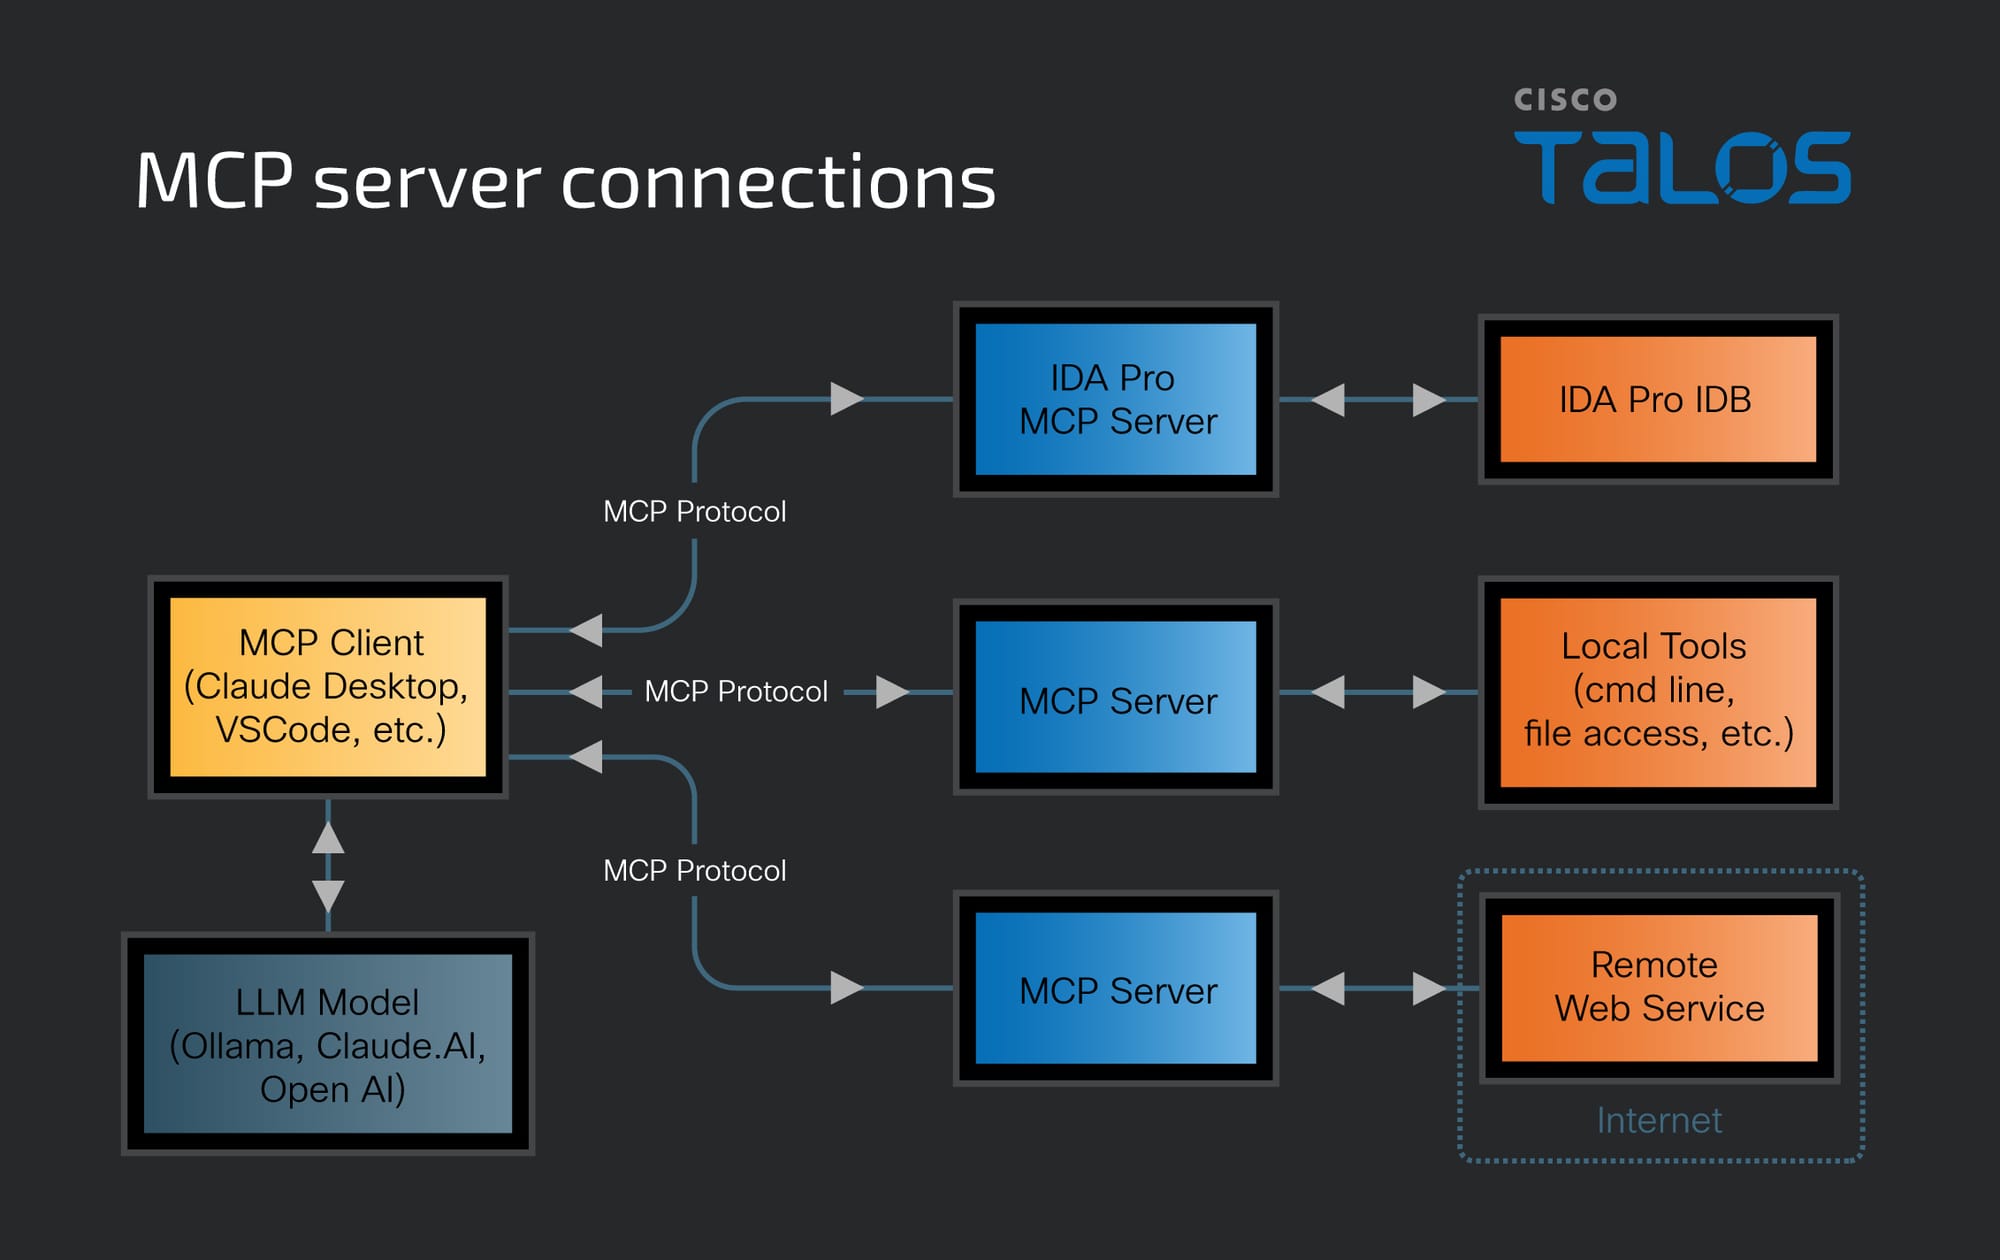 CISCO
TALOS
MCP server connections
IDA Pro
MCP Server
IDA Pro IDB
MCP Protocol
MCP Client
(Claude Desktop,
VSCode, etc.)
MCP Protocol
MCP Server
Local Tools
(cmd line,
file access, etc.)
MCP Protocol
LLM Model
(Ollama, Claude.AI,
Open AI)
MCP Server
Remote
Web Service
Internet